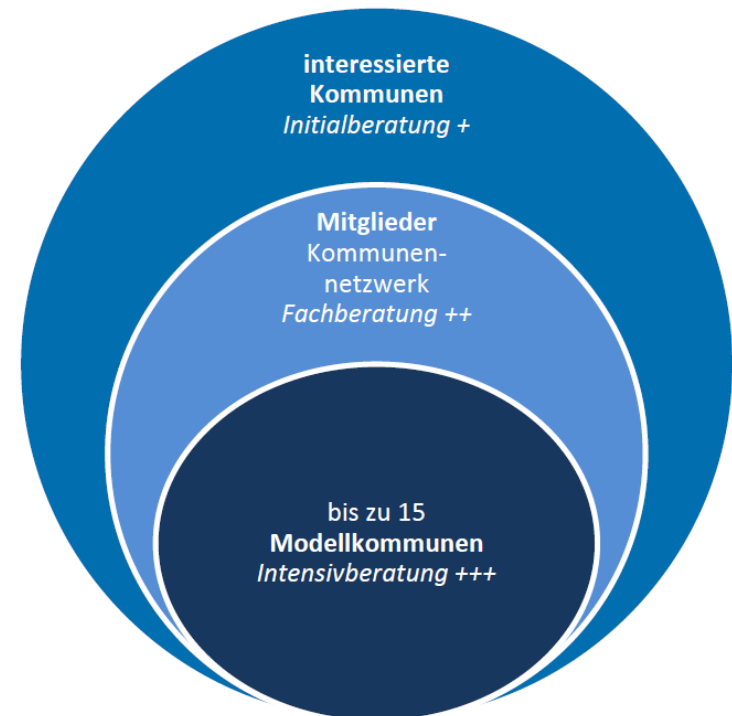 interessierte
Kommunen
Initialberatung +
Mitglieder
Kommunen-
netzwerk
Fachberatung ++
bis zu 15
Modellkommunen
Intensivberatung +++